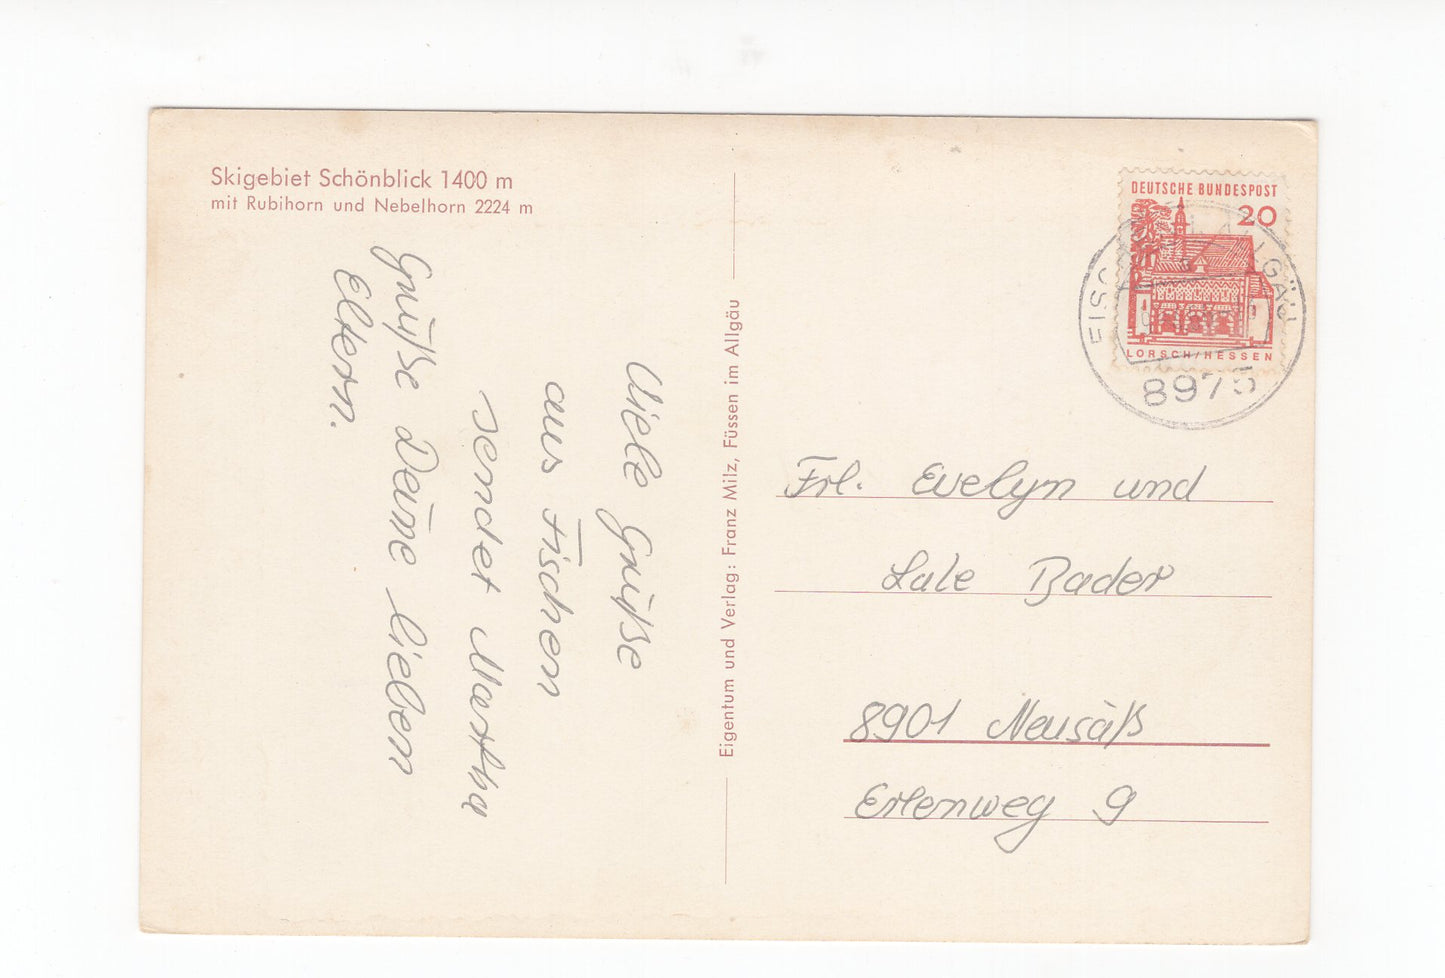 Skigebiet Schönblick 1400 m
mit Rubihorn und Nebelhorn 2224 m
Viele Grüße
aus Fischen
sendet Martha
Grüße Deine lieben
Eltern.
Eigentum und Verlag: Franz Milz, Füssen im Allgäu
DEUTSCHE BUNDESPOST
20
LORSCH/HESSEN
ALLGÄU
8975
Frl. Evelyn und
Lale Bader
8901 Neusäß
Erlenweg 9